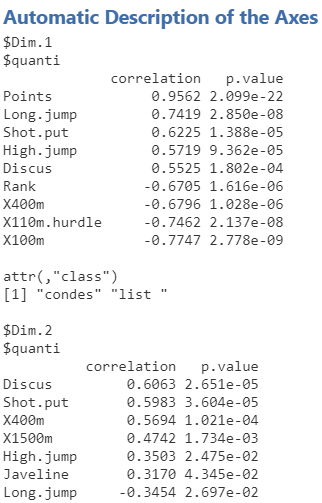 Automatic Description of the Axes
$Dim.1
$quanti
correlation p.value
Points 0.9562 2.099e-22
Long.jump 0.7419 2.850e-08
Shot.put 0.6225 1.388e-05
High.jump 0.5719 9.362e-05
Discus 0.5525 1.802e-04
Rank -0.6705 1.616e-06
X400m -0.6796 1.028e-06
X110m.hurdle -0.7462 2.137e-08
X100m -0.7747 2.778e-09
attr(,"class")
[1] "condes" "list "
$Dim.2
$quanti
correlation p.value
Discus 0.6063 2.651e-05
Shot.put 0.5983 3.604e-05
X400m 0.5694 1.021e-04
X1500m 0.4742 1.734e-03
High.jump 0.3503 2.475e-02
Javeline 0.3170 4.345e-02
Long.jump -0.3454 2.697e-02